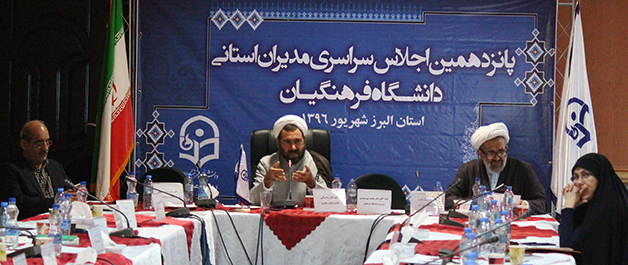 پانزدهمین اجلاس سراسری مدیران استانی
دانشگاه فرهنگیان
استان البرز شهریور ۱۳۹۶